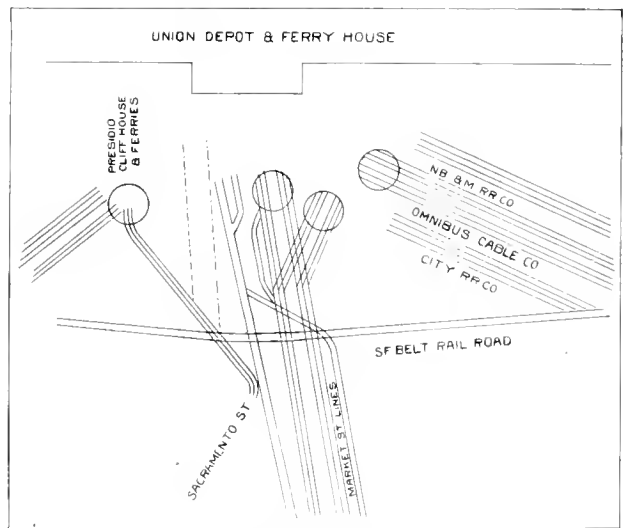 UNION DEPOT & FERRY HOUSE
PRESIDIO
CLIFF HOUSE
& FERRIES
NB & M RR CO
OMNIBUS CABLE CO
CITY RR CO
SF BELT RAIL ROAD
SACRAMENTO ST
MARKET ST LINES